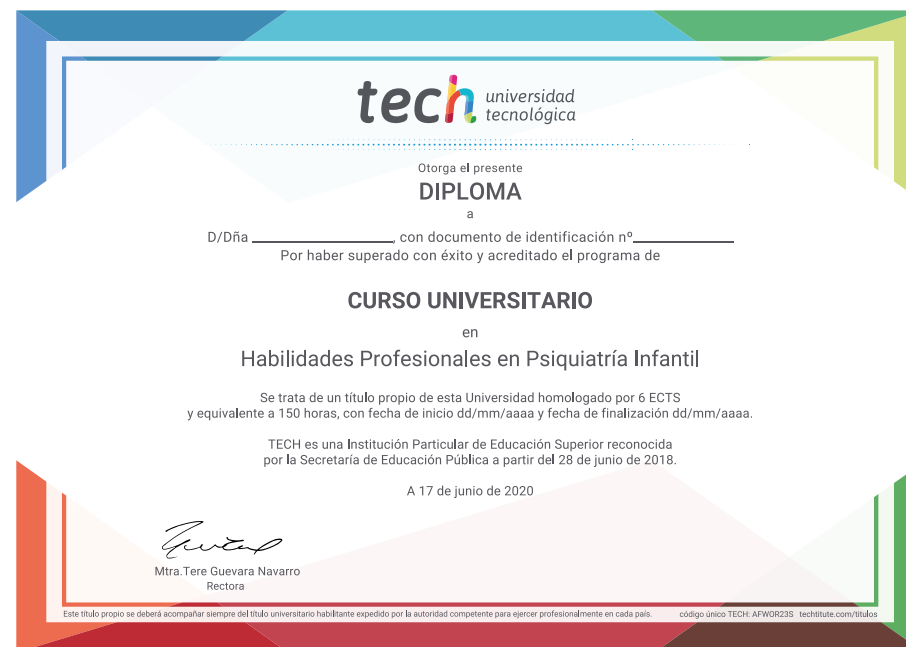 tech universidad
tecnológica
Otorga el presente
DIPLOMA
a
D/Dña ____________________, con documento de identificación nº______________
Por haber superado con éxito y acreditado el programa de
CURSO UNIVERSITARIO
en
Habilidades Profesionales en Psiquiatría Infantil
Se trata de un título propio de esta Universidad homologado por 6 ECTS
y equivalente a 150 horas, con fecha de inicio dd/mm/aaaa y fecha de finalización dd/mm/aaaa.
TECH es una Institución Particular de Educación Superior reconocida
por la Secretaría de Educación Pública a partir del 28 de junio de 2018.
A 17 de junio de 2020
Mtra.Tere Guevara Navarro
Rectora
Este título propio se deberá acompañar siempre del título universitario habilitante expedido por la autoridad competente para ejercer profesionalmente en cada país. código único TECH: AFWOR23S techtitute.com/títulos